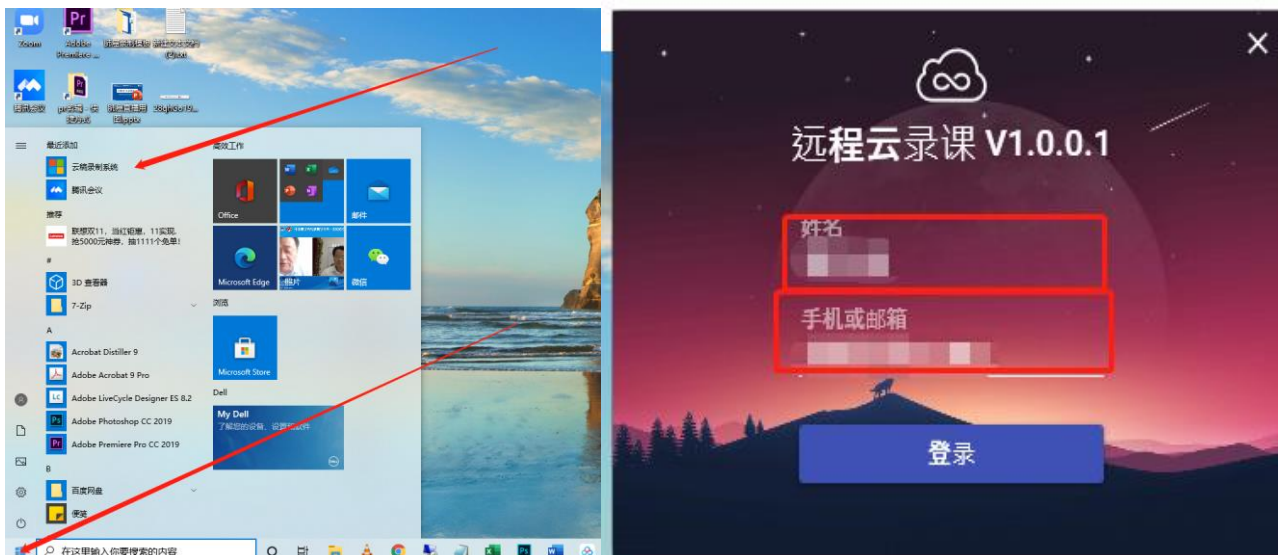 Zoom
Adobe
Premiere ...
最近添加
云端录制系统
腾讯会议
推荐
联想双11，当红钜惠，11实现，
抢5000元神券，抽1111个免单！
#
3D 查看器
7-Zip
A
Acrobat Distiller 9
Adobe Acrobat 9 Pro
Adobe LiveCycle Designer ES 8.2
Adobe Photoshop CC 2019
Adobe Premiere Pro CC 2019
B
百度网盘
便笺
高效工作
Office
邮件
Microsoft Edge
照片
微信
浏览
Microsoft Store
Dell
My Dell
了解您的设备、设置和软件
在这里输入你要搜索的内容
远程云录课 V1.0.0.1
姓名
手机或邮箱
登录